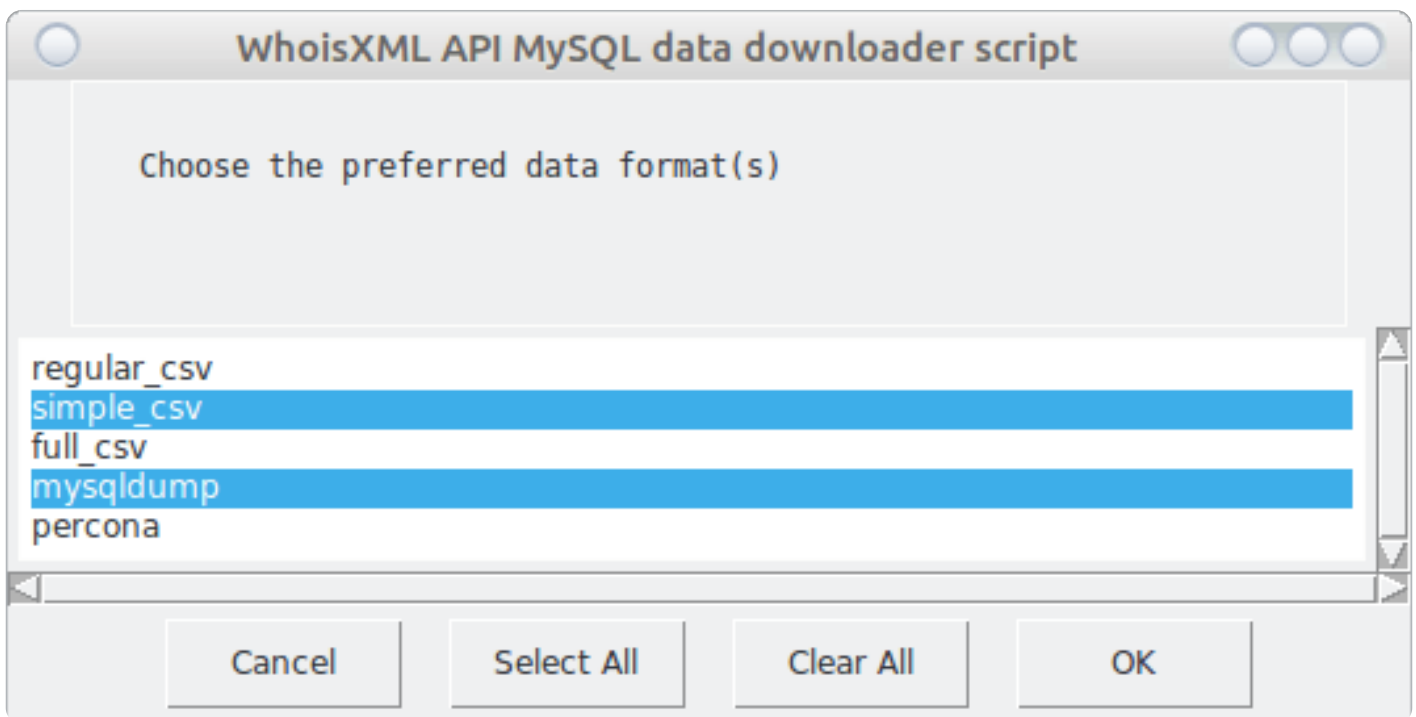 WhoisXML API MySQL data downloader script
Choose the preferred data format(s)
regular_csv
simple_csv
full_csv
mysqldump
percona
Cancel Select All Clear All OK